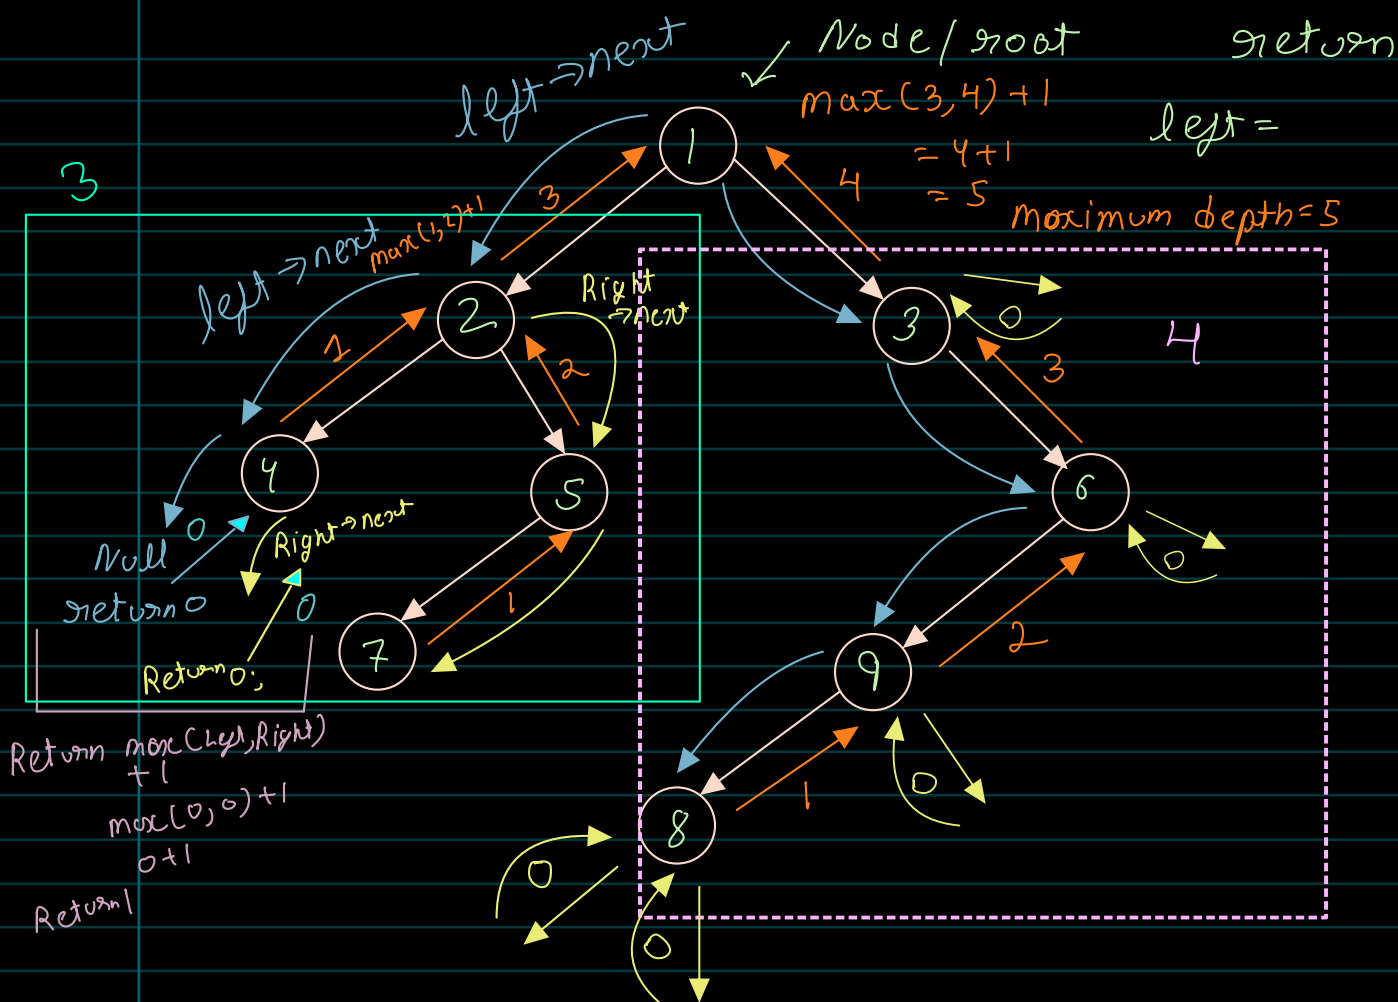 Node/root
return
left→next
max(3,4)+1
left=
=4+1
=5
maximum depth=5
1
3
4
3
left→next
max(1,2)+1
Right
→next
2
3
0
4
1
2
3
4
5
6
0
Null
0
Right→next
return 0
0
1
2
7
9
Return 0;
Return max(Left,Right)
+1
max(0,0)+1
0+1
Return 1
1
0
8
0
0